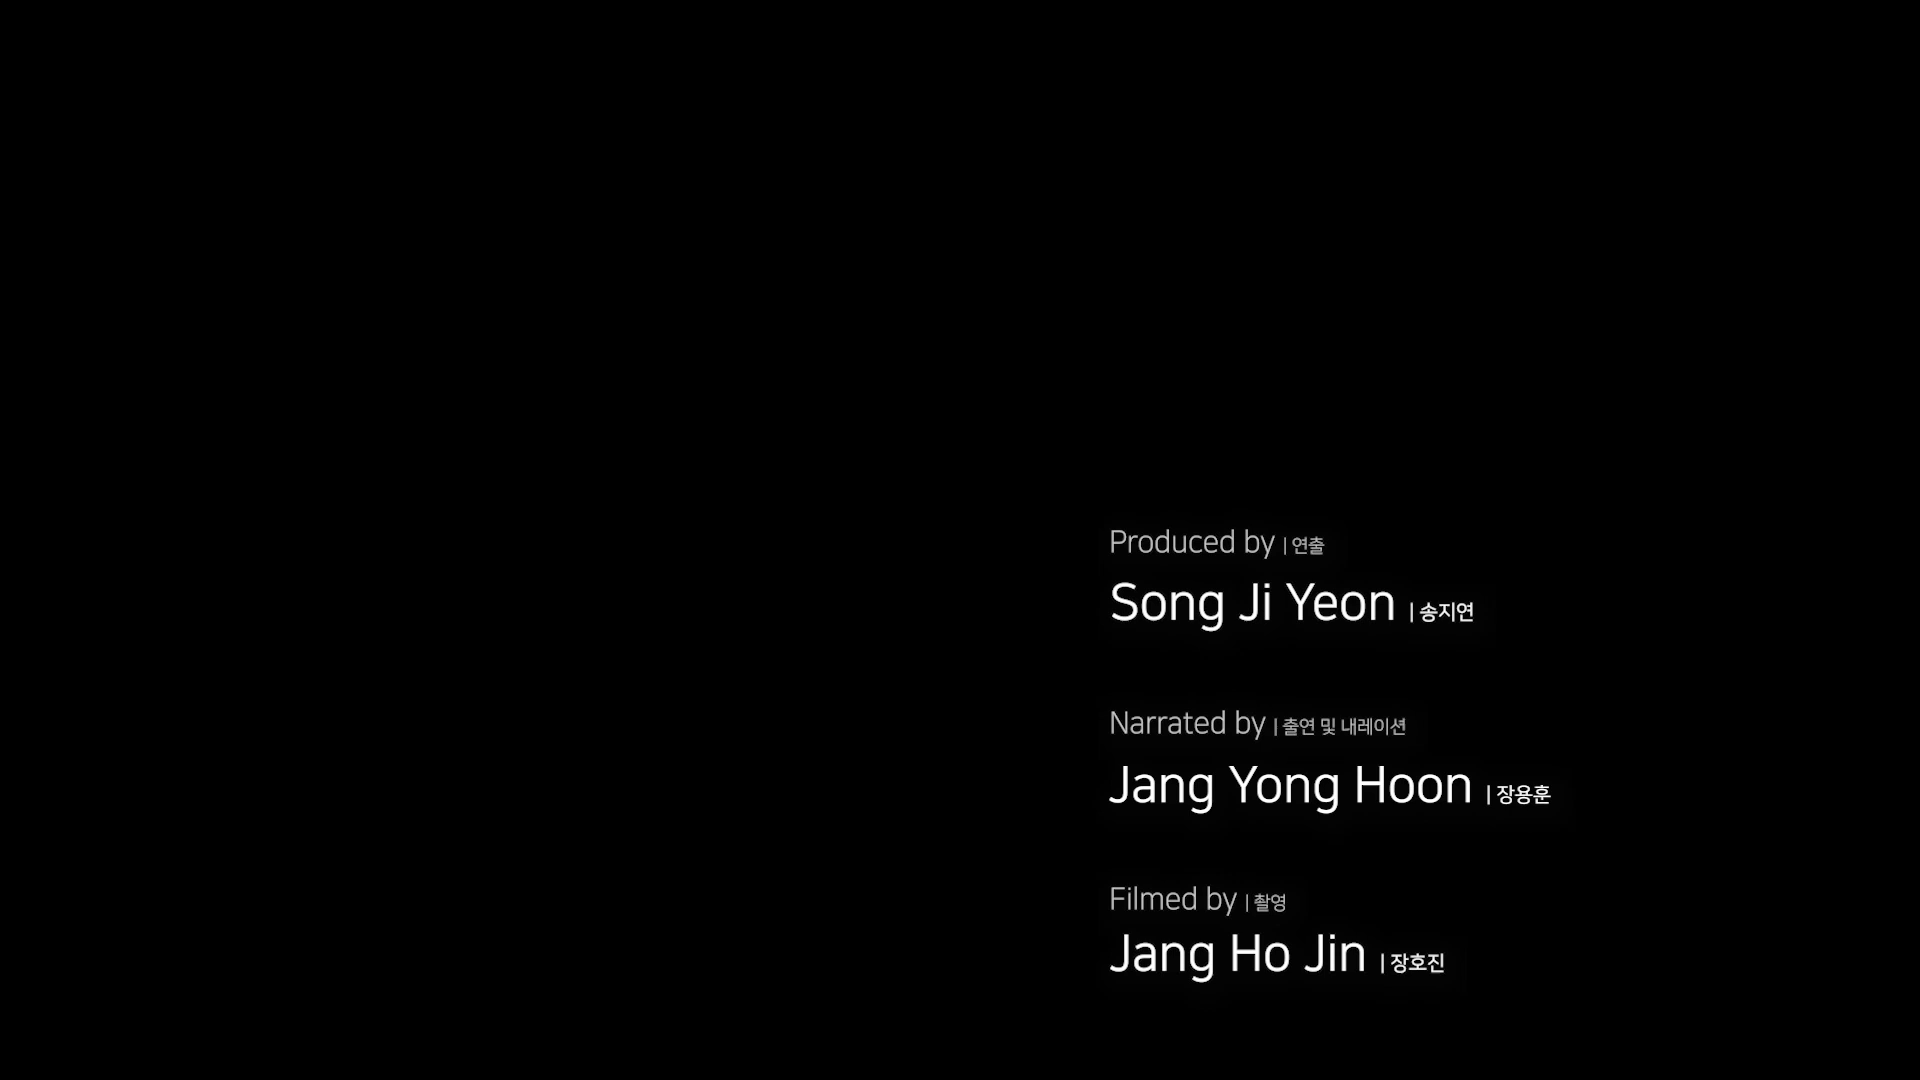 Produced by | 연출
Song Ji Yeon | 송지연
Narrated by | 출연 및 내레이션
Jang Yong Hoon | 장용훈
Filmed by | 촬영
Jang Ho Jin | 장호진